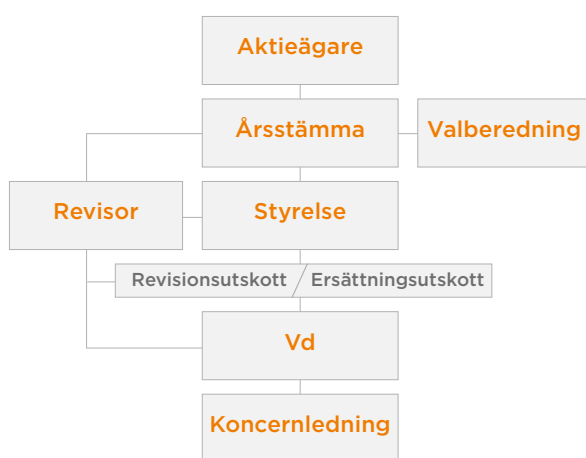 Aktieägare
Årsstämma
Valberedning
Revisor
Styrelse
Revisionsutskott
Ersättningsutskott
Vd
Koncernledning